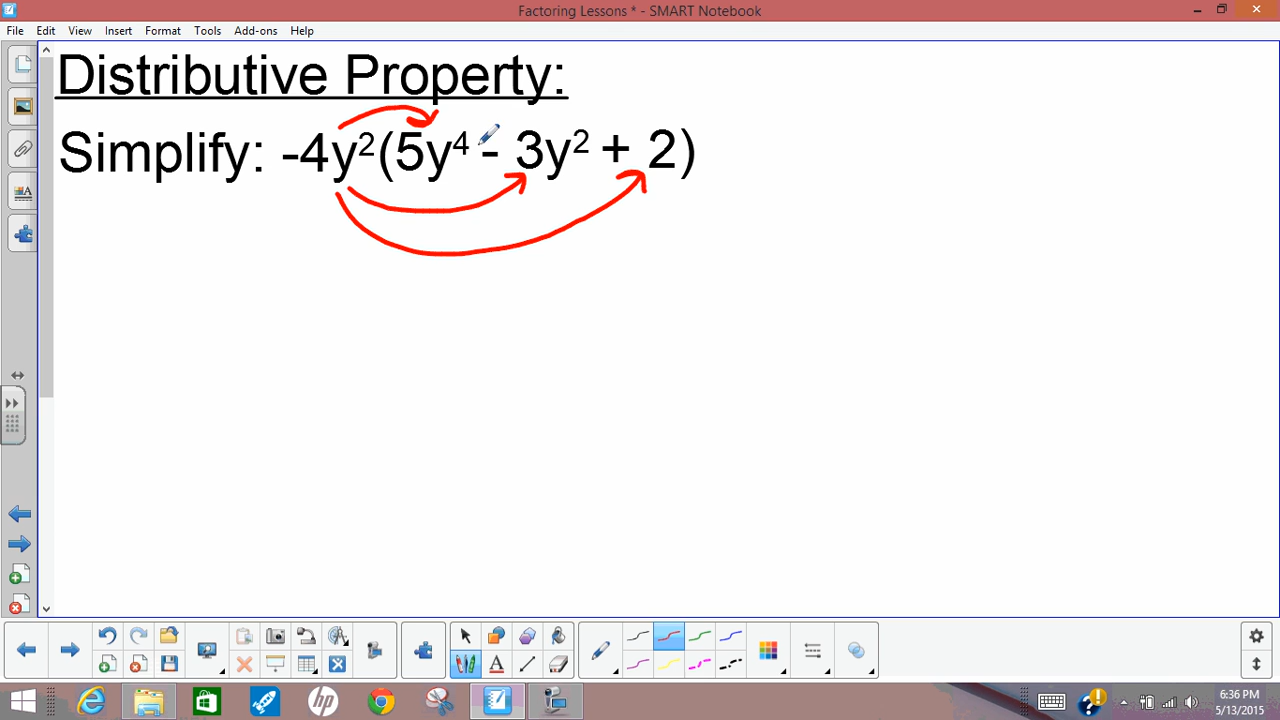 Factoring Lessons * - SMART Notebook
File Edit View Insert Format Tools Add-ons Help
Distributive Property:
Simplify: -4y²(5y⁴ - 3y² + 2)
6:36 PM
5/13/2015